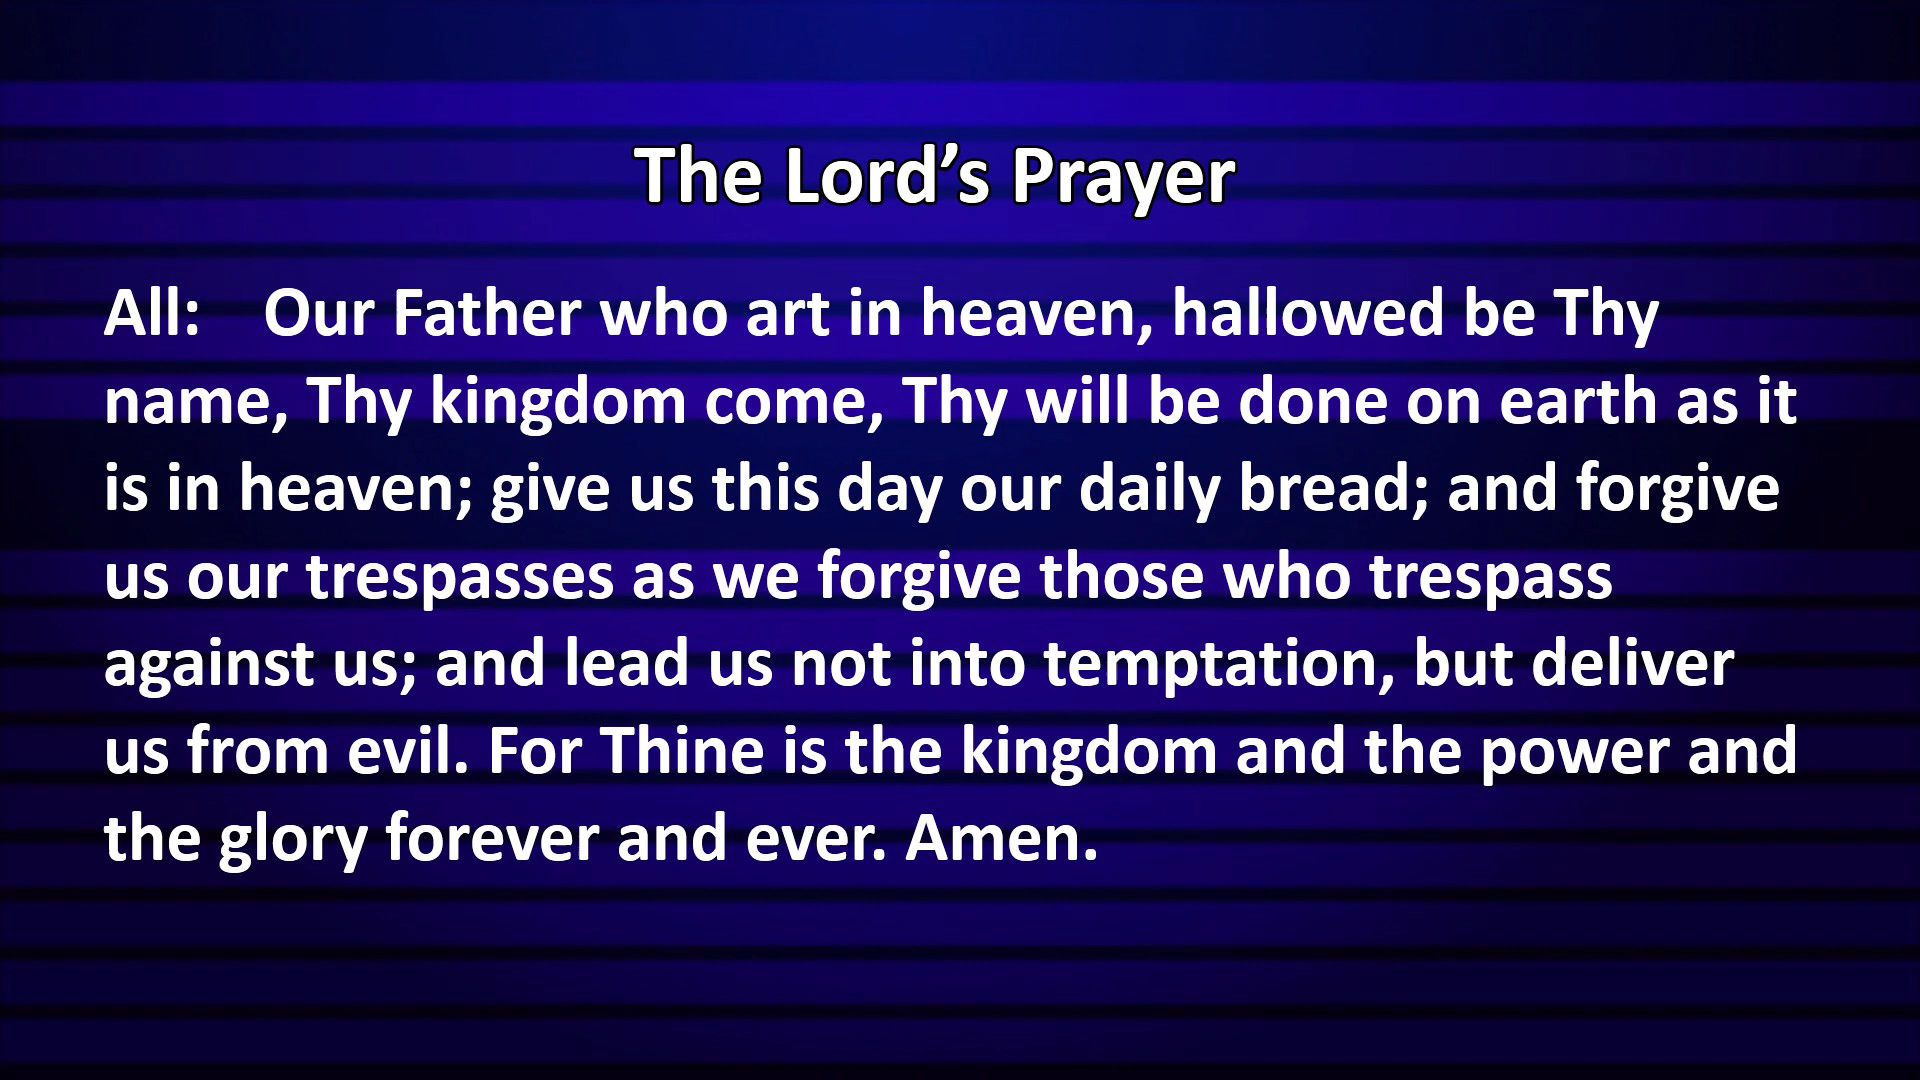 The Lord’s Prayer
All: Our Father who art in heaven, hallowed be Thy
name, Thy kingdom come, Thy will be done on earth as it
is in heaven; give us this day our daily bread; and forgive
us our trespasses as we forgive those who trespass
against us; and lead us not into temptation, but deliver
us from evil. For Thine is the kingdom and the power and
the glory forever and ever. Amen.